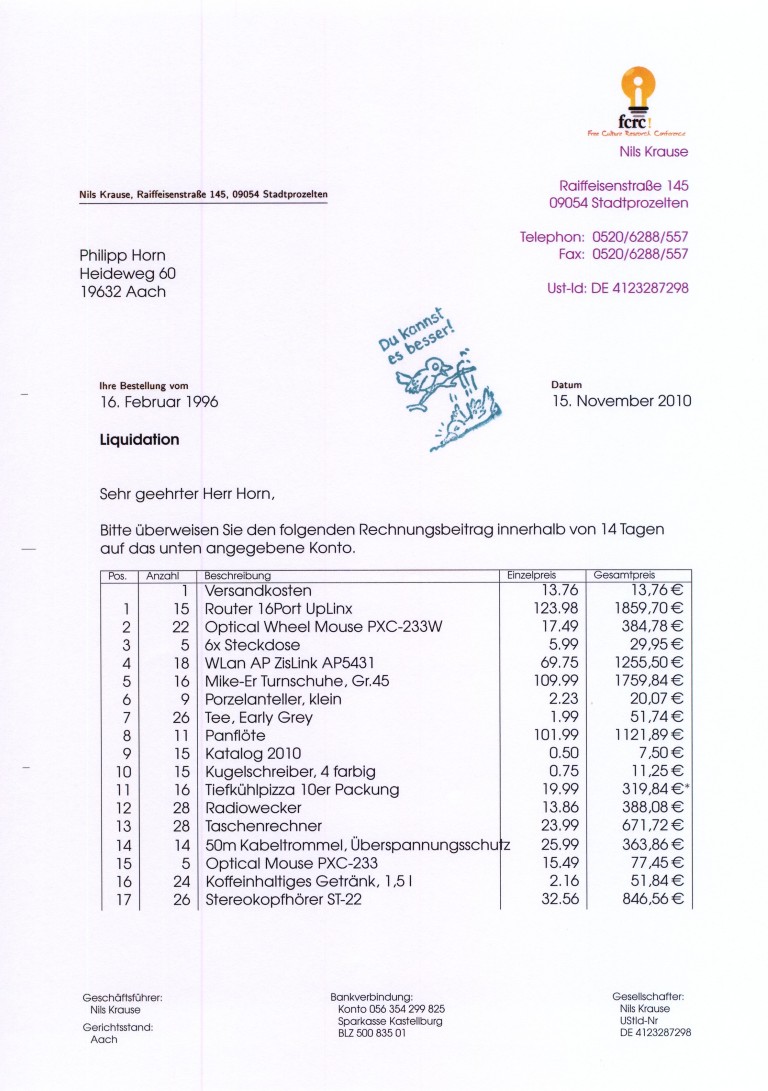 fcrc!
Free Culture Research Conference
Nils Krause
Nils Krause, Raiffeisenstraße 145, 09054 Stadtprozelten
Raiffeisenstraße 145
09054 Stadtprozelten
Telephon: 0520/6288/557
Fax: 0520/6288/557
Ust-Id: DE 4123287298
Philipp Horn
Heideweg 60
19632 Aach
Du kannst
es besser!
Ihre Bestellung vom
16. Februar 1996
Datum
15. November 2010
Liquidation
Sehr geehrter Herr Horn,
Bitte überweisen Sie den folgenden Rechnungsbeitrag innerhalb von 14 Tagen
auf das unten angegebene Konto.
Pos. Anzahl Beschreibung Einzelpreis Gesamtpreis
1 Versandkosten 13.76 13,76 €
1 15 Router 16Port UpLinx 123.98 1859,70 €
2 22 Optical Wheel Mouse PXC-233W 17.49 384,78 €
3 5 6x Steckdose 5.99 29,95 €
4 18 WLan AP ZisLink AP5431 69.75 1255,50 €
5 16 Mike-Er Turnschuhe, Gr.45 109.99 1759,84 €
6 9 Porzelanteller, klein 2.23 20,07 €
7 26 Tee, Early Grey 1.99 51,74 €
8 11 Panflöte 101.99 1121,89 €
9 15 Katalog 2010 0.50 7,50 €
10 15 Kugelschreiber, 4 farbig 0.75 11,25 €
11 16 Tiefkühlpizza 10er Packung 19.99 319,84 €*
12 28 Radiowecker 13.86 388,08 €
13 28 Taschenrechner 23.99 671,72 €
14 14 50m Kabeltrommel, Überspannungsschutz 25.99 363,86 €
15 5 Optical Mouse PXC-233 15.49 77,45 €
16 24 Koffeinhaltiges Getränk, 1,5 l 2.16 51,84 €
17 26 Stereokopfhörer ST-22 32.56 846,56 €
Geschäftsführer:
Nils Krause
Gerichtsstand:
Aach
Bankverbindung:
Konto 056 354 299 825
Sparkasse Kastellburg
BLZ 500 835 01
Gesellschafter:
Nils Krause
UStId-Nr
DE 4123287298